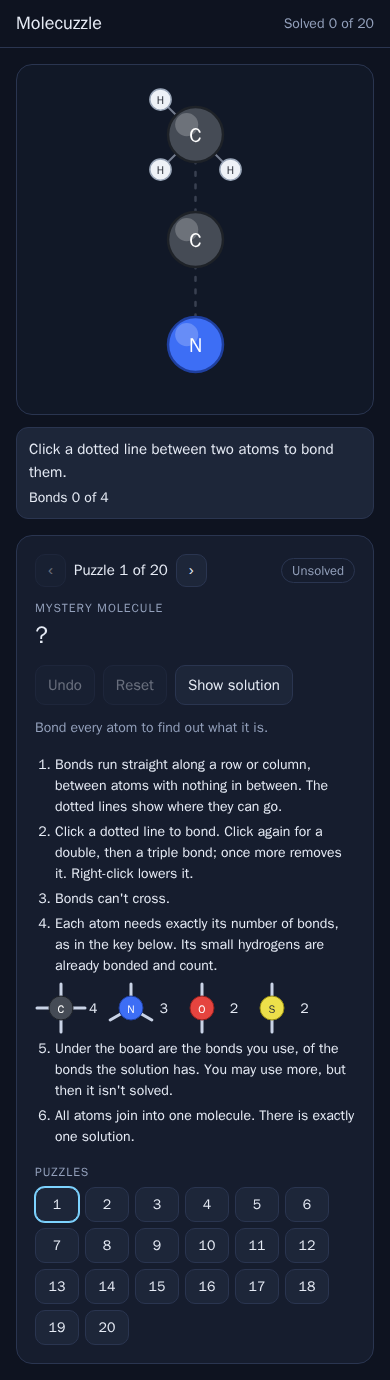 Molecuzzle
Solved 0 of 20
H
C
H
H
C
N
Click a dotted line between two atoms to bond
them.
Bonds 0 of 4
‹
Puzzle 1 of 20
›
Unsolved
MYSTERY MOLECULE
?
Undo
Reset
Show solution
Bond every atom to find out what it is.
1. Bonds run straight along a row or column,
between atoms with nothing in between. The
dotted lines show where they can go.
2. Click a dotted line to bond. Click again for a
double, then a triple bond; once more removes
it. Right-click lowers it.
3. Bonds can't cross.
4. Each atom needs exactly its number of bonds,
as in the key below. Its small hydrogens are
already bonded and count.
C 4 N 3 O 2 S 2
5. Under the board are the bonds you use, of the
bonds the solution has. You may use more, but
then it isn't solved.
6. All atoms join into one molecule. There is exactly
one solution.
PUZZLES
1 2 3 4 5 6
7 8 9 10 11 12
13 14 15 16 17 18
19 20